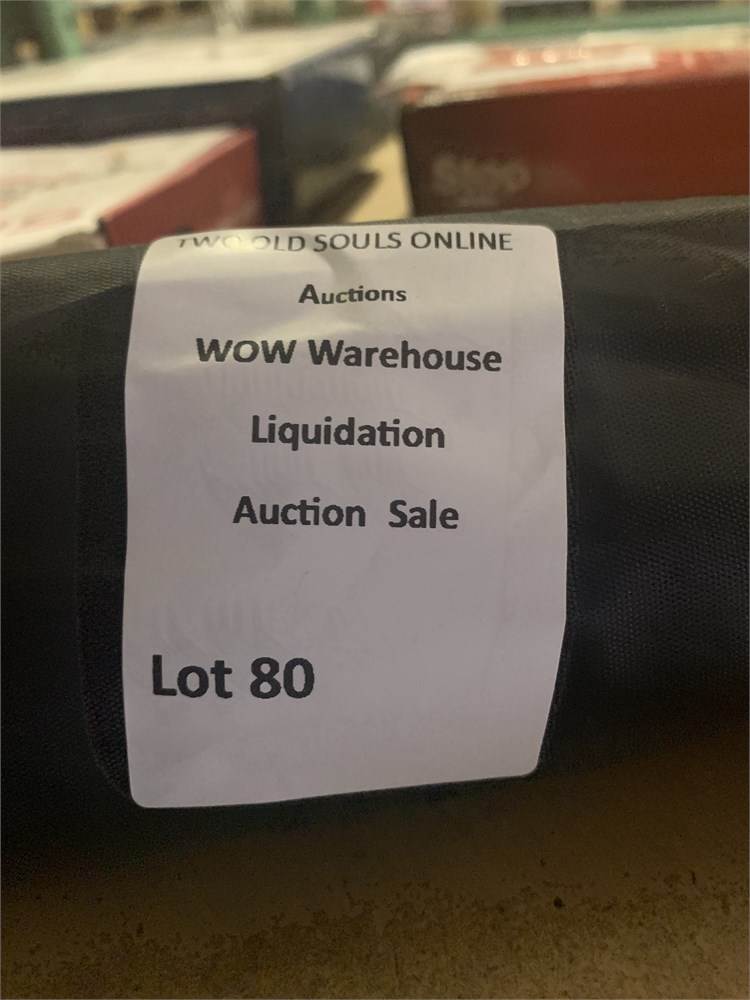 TWO OLD SOULS ONLINE
Auctions
WOW Warehouse
Liquidation
Auction Sale
Lot 80